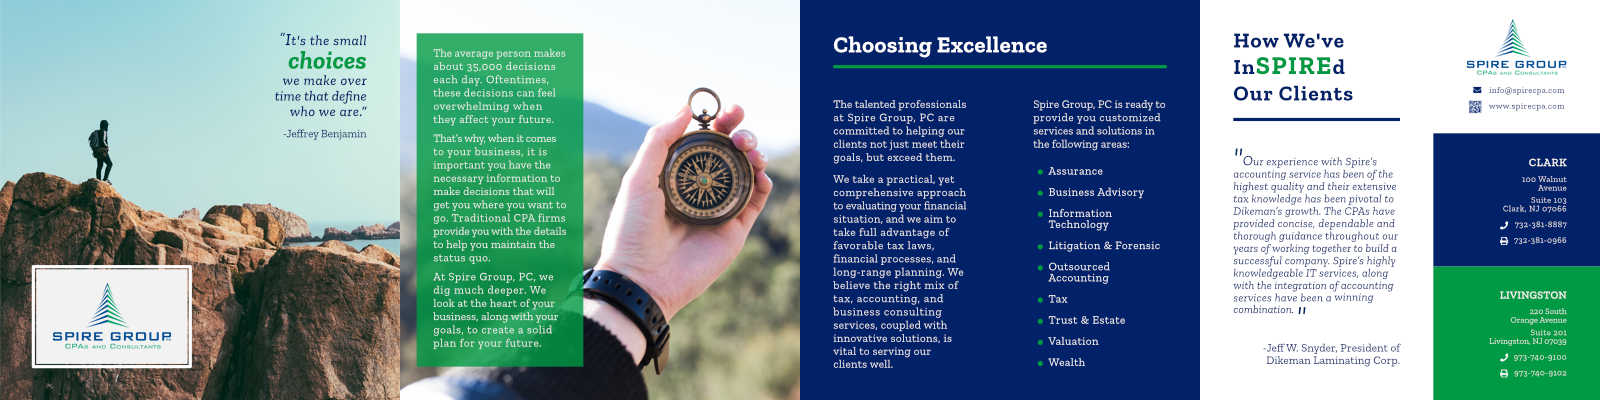 "It's the small
choices
we make over
time that define
who we are."
-Jeffrey Benjamin
SPIRE GROUP, PC
CPAs and Consultants
The average person makes
about 35,000 decisions
each day. Oftentimes,
these decisions can feel
overwhelming when
they affect your future.
That's why, when it comes
to your business, it is
important you have the
necessary information to
make decisions that will
get you where you want to
go. Traditional CPA firms
provide you with the details
to help you maintain the
status quo.
At Spire Group, PC, we
dig much deeper. We
look at the heart of your
business, along with your
goals, to create a solid
plan for your future.
Choosing Excellence
The talented professionals
at Spire Group, PC are
committed to helping our
clients not just meet their
goals, but exceed them.
We take a practical, yet
comprehensive approach
to evaluating your financial
situation, and we aim to
take full advantage of
favorable tax laws,
financial processes, and
long-range planning. We
believe the right mix of
tax, accounting, and
business consulting
services, coupled with
innovative solutions, is
vital to serving our
clients well.
Spire Group, PC is ready to
provide you customized
services and solutions in
the following areas:
Assurance
Business Advisory
Information
Technology
Litigation & Forensic
Outsourced
Accounting
Tax
Trust & Estate
Valuation
Wealth
How We've
InSPIREd
Our Clients
"Our experience with Spire's
accounting service has been of the
highest quality and their extensive
tax knowledge has been pivotal to
Dikeman's growth. The CPAs have
provided concise, dependable and
thorough guidance throughout our
years of working together to build a
successful company. Spire's highly
knowledgeable IT services, along
with the integration of accounting
services have been a winning
combination."
-Jeff W. Snyder, President of
Dikeman Laminating Corp.
SPIRE GROUP, PC
CPAs and Consultants
info@spirecpa.com
www.spirecpa.com
CLARK
100 Walnut
Avenue
Suite 103
Clark, NJ 07066
732-381-8887
732-381-0966
LIVINGSTON
220 South
Orange Avenue
Suite 201
Livingston, NJ 07039
973-740-9100
973-740-9102